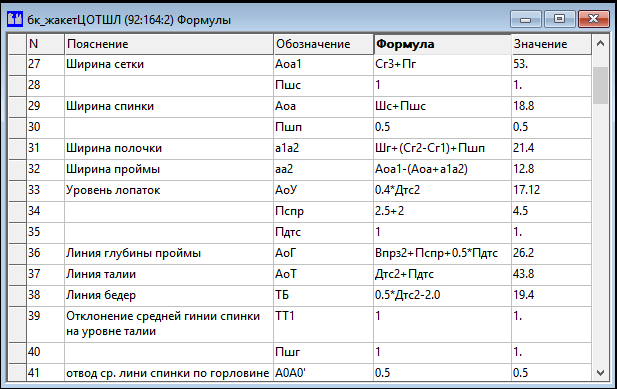 бк_жакетЦОТШЛ (92:164:2) Формулы
N Пояснение Обозначение Формула Значение
27 Ширина сетки Аоа1 Сг3+Пг 53.
28 Пшс 1 1.
29 Ширина спинки Аоа Шс+Пшс 18.8
30 Пшп 0.5 0.5
31 Ширина полочки а1а2 Шг+(Сг2-Сг1)+Пшп 21.4
32 Ширина проймы аа2 Аоа1-(Аоа+а1а2) 12.8
33 Уровень лопаток АоУ 0.4*Дтс2 17.12
34 Пспр 2.5+2 4.5
35 Пдтс 1 1.
36 Линия глубины проймы АоГ Впрз2+Пспр+0.5*Пдтс 26.2
37 Линия талии АоТ Дтс2+Пдтс 43.8
38 Линия бедер ТБ 0.5*Дтс2-2.0 19.4
39 Отклонение средней гинии спинки ТТ1 1 1.
на уровне талии
40 Пшг 1 1.
41 отвод ср. лини спинки по горловине А0А0' 0.5 0.5